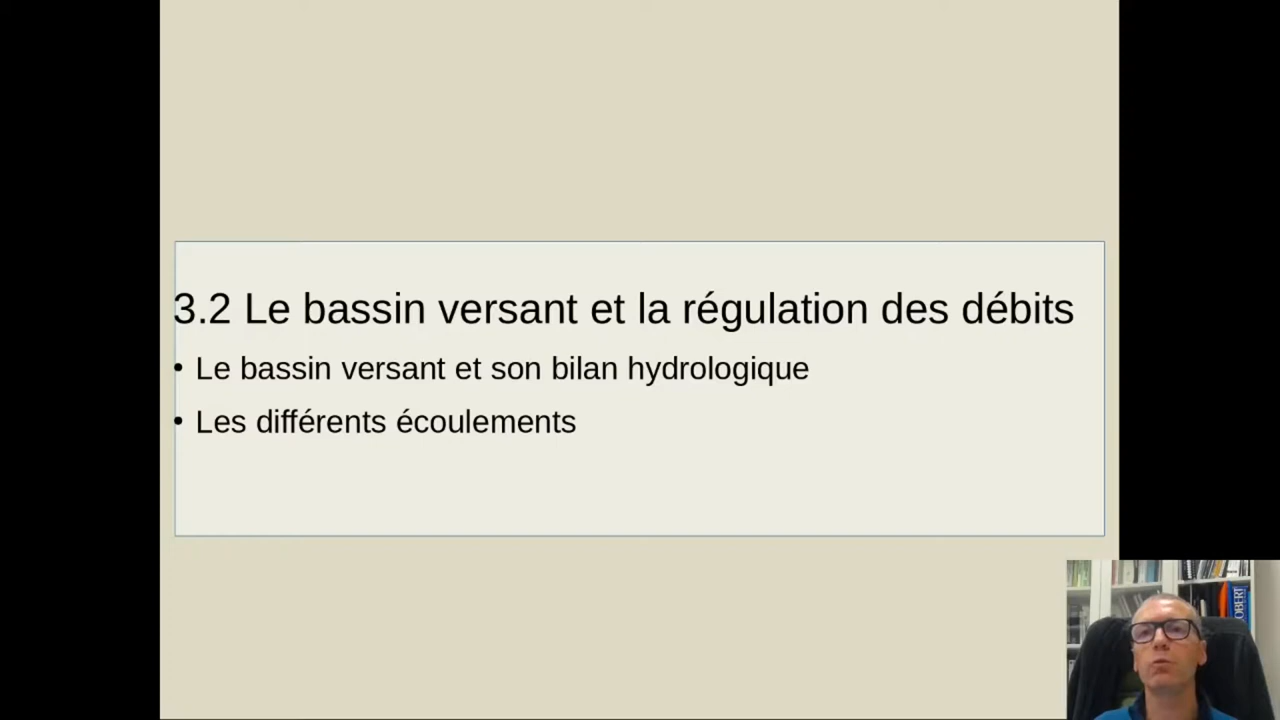 3.2 Le bassin versant et la régulation des débits
• Le bassin versant et son bilan hydrologique
• Les différents écoulements
OBERT